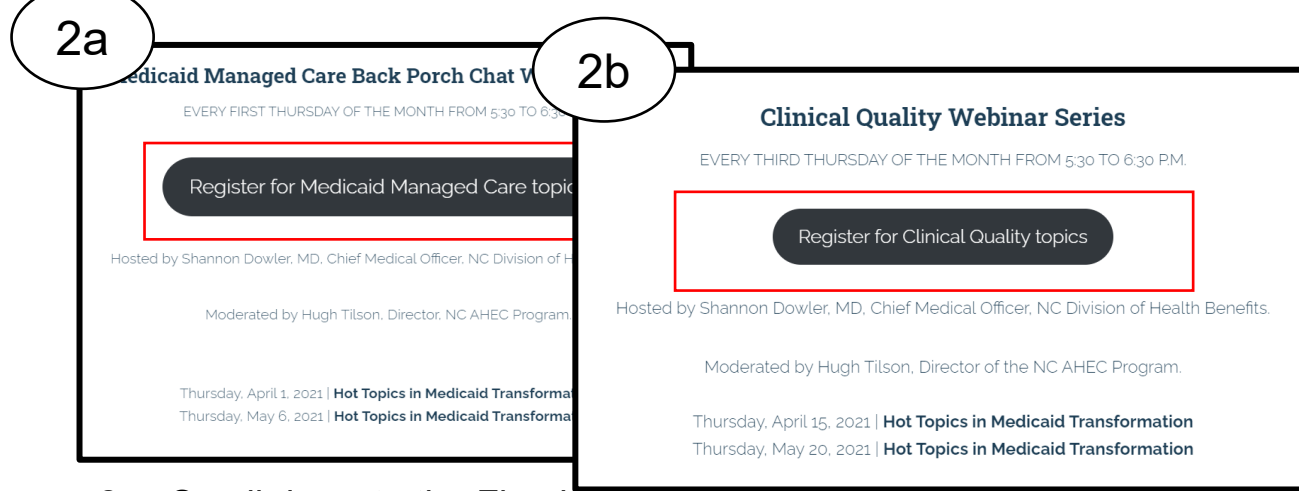 2a
Medicaid Managed Care Back Porch Chat
EVERY FIRST THURSDAY OF THE MONTH FROM 5:30 TO
Register for Medicaid Managed Care
Hosted by Shannon Dowler, MD, Chief Medical Officer, NC Division of
Moderated by Hugh Tilson, Director, NC AHEC Program.
Thursday, April 1, 2021 | Hot Topics in Medicaid
Thursday, May 6, 2021 | Hot Topics in Medicaid
2b
Clinical Quality Webinar Series
EVERY THIRD THURSDAY OF THE MONTH FROM 5:30 TO 6:30 P.M.
Register for Clinical Quality topics
Hosted by Shannon Dowler, MD, Chief Medical Officer, NC Division of Health Benefits.
Moderated by Hugh Tilson, Director of the NC AHEC Program.
Thursday, April 15, 2021 | Hot Topics in Medicaid Transformation
Thursday, May 20, 2021 | Hot Topics in Medicaid Transformation